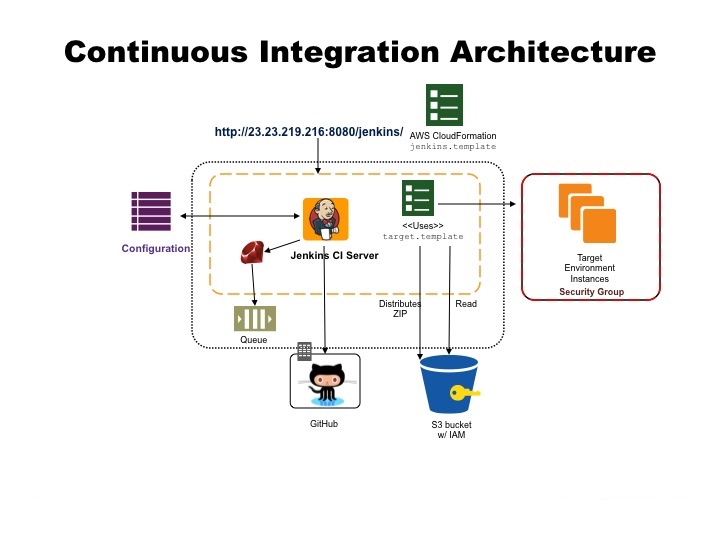 Continuous Integration Architecture
http://23.23.219.216:8080/jenkins/
AWS CloudFormation
jenkins.template
<<Uses>>
target.template
Configuration
Jenkins CI Server
Target
Environment
Instances
Security Group
Distributes
ZIP
Read
Queue
GitHub
S3 bucket
w/ IAM